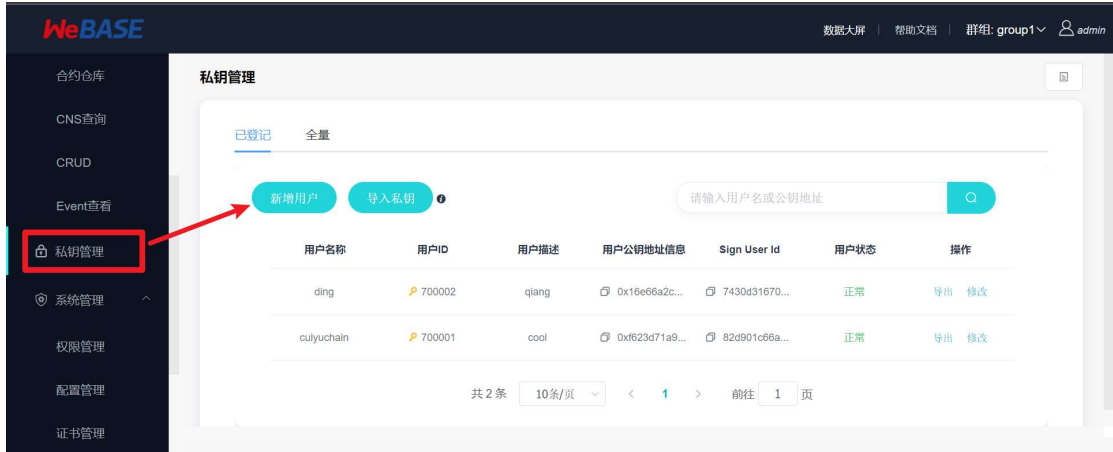 WeBASE
数据大屏 | 帮助文档 | 群组: group1 admin
合约仓库
CNS查询
CRUD
Event查看
私钥管理
系统管理
权限管理
配置管理
证书管理
私钥管理
已登记 全量
新增用户 导入私钥 请输入用户名或公钥地址
用户名称 用户ID 用户描述 用户公钥地址信息 Sign User Id 用户状态 操作
ding 700002 qiang 0x16e66a2c... 7430d31670... 正常 导出 修改
cuiyuchain 700001 cool 0xf623d71a9... 82d901c66a... 正常 导出 修改
共 2 条 10条/页 < 1 > 前往 1 页